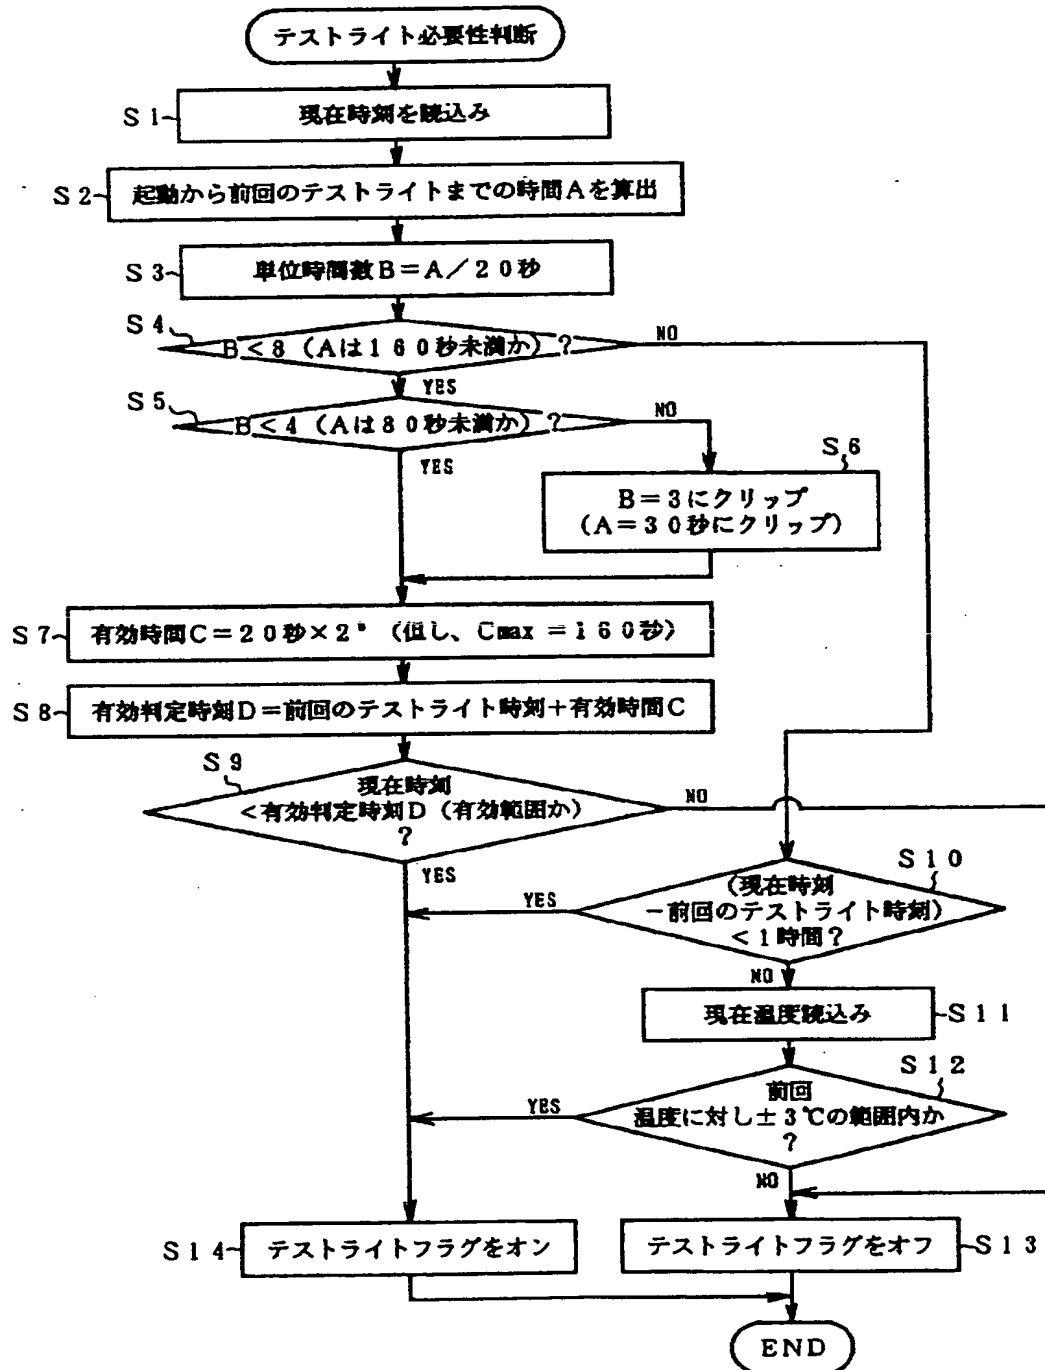 テストライト必要性判断
S1
現在時刻を読込み
S2
起動から前回のテストライトまでの時間Aを算出
S3
単位時間数B=A/20秒
S4
B<8(Aは160秒未満か)?
NO
YES
S5
B<4(Aは80秒未満か)?
NO
YES
S6
B=3にクリップ
(A=30秒にクリップ)
S7
有効時間C=20秒×2 (但し、Cmax =160秒)
S8
有効判定時刻D=前回のテストライト時刻+有効時間C
S9
現在時刻
<有効判定時刻D(有効範囲か)
?
NO
YES
S10
(現在時刻
-前回のテストライト時刻)
<1時間?
YES
NO
現在温度読込み
S11
S12
前回
温度に対し±3℃の範囲内か
?
YES
NO
S14
テストライトフラグをオン
テストライトフラグをオフ
S13
END